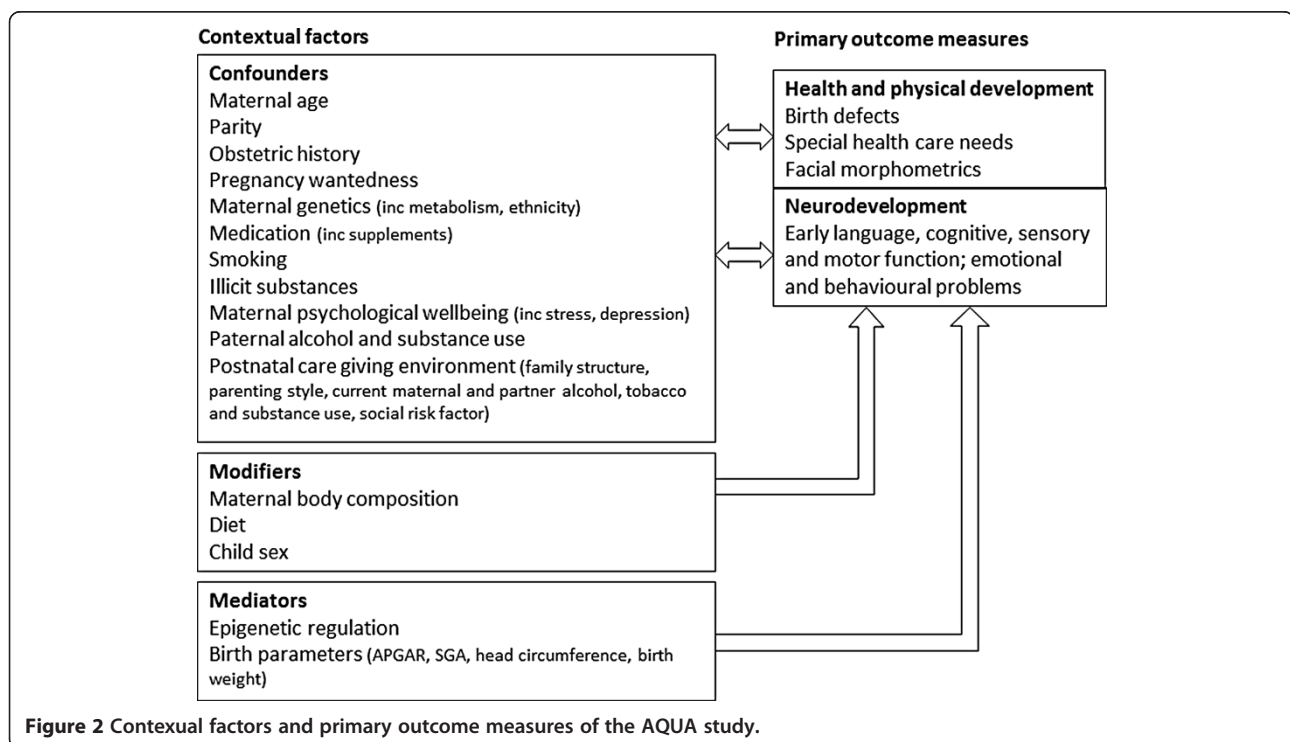 Contextual factors
Confounders
Maternal age
Parity
Obstetric history
Pregnancy wantedness
Maternal genetics (inc metabolism, ethnicity)
Medication (inc supplements)
Smoking
Illicit substances
Maternal psychological wellbeing (inc stress, depression)
Paternal alcohol and substance use
Postnatal care giving environment (family structure,
parenting style, current maternal and partner alcohol, tobacco
and substance use, social risk factor)
Modifiers
Maternal body composition
Diet
Child sex
Mediators
Epigenetic regulation
Birth parameters (APGAR, SGA, head circumference, birth
weight)
Primary outcome measures
Health and physical development
Birth defects
Special health care needs
Facial morphometrics
Neurodevelopment
Early language, cognitive, sensory
and motor function; emotional
and behavioural problems
Figure 2 Contexual factors and primary outcome measures of the AQUA study.